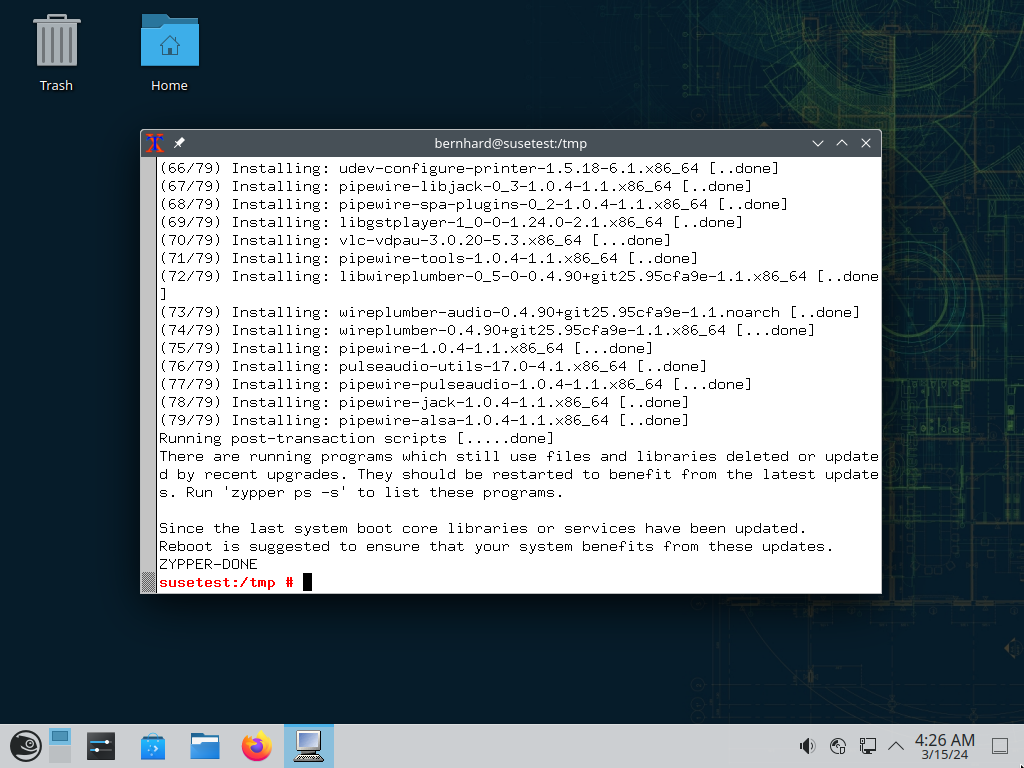 Trash
Home
bernhard@susetest:/tmp
(66/79) Installing: udev-configure-printer-1.5.18-6.1.x86_64 [..done]
(67/79) Installing: pipewire-libjack-0_3-1.0.4-1.1.x86_64 [..done]
(68/79) Installing: pipewire-spa-plugins-0_2-1.0.4-1.1.x86_64 [..done]
(69/79) Installing: libgstplayer-1_0-0-1.24.0-2.1.x86_64 [..done]
(70/79) Installing: vlc-vdpau-3.0.20-5.3.x86_64 [...done]
(71/79) Installing: pipewire-tools-1.0.4-1.1.x86_64 [..done]
(72/79) Installing: libwireplumber-0_5-0-0.4.90+git25.95cfa9e-1.1.x86_64 [..done
]
(73/79) Installing: wireplumber-audio-0.4.90+git25.95cfa9e-1.1.noarch [..done]
(74/79) Installing: wireplumber-0.4.90+git25.95cfa9e-1.1.x86_64 [...done]
(75/79) Installing: pipewire-1.0.4-1.1.x86_64 [...done]
(76/79) Installing: pulseaudio-utils-17.0-4.1.x86_64 [..done]
(77/79) Installing: pipewire-pulseaudio-1.0.4-1.1.x86_64 [...done]
(78/79) Installing: pipewire-jack-1.0.4-1.1.x86_64 [..done]
(79/79) Installing: pipewire-alsa-1.0.4-1.1.x86_64 [..done]
Running post-transaction scripts [.....done]
There are running programs which still use files and libraries deleted or update
d by recent upgrades. They should be restarted to benefit from the latest update
s. Run 'zypper ps -s' to list these programs.
Since the last system boot core libraries or services have been updated.
Reboot is suggested to ensure that your system benefits from these updates.
ZYPPER-DONE
susetest:/tmp #
4:26 AM
3/15/24